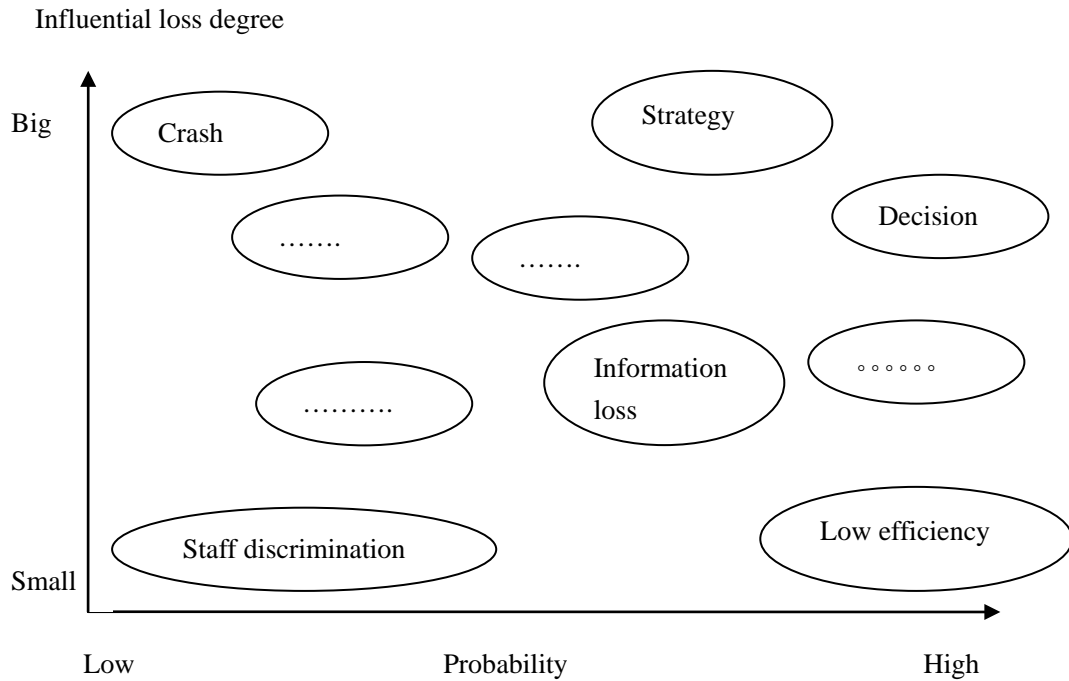 Influential loss degree
Big
Crash
Strategy
Decision
…….
…….
Information
loss
。。。。。。
……….
Staff discrimination
Low efficiency
Small
Low
Probability
High